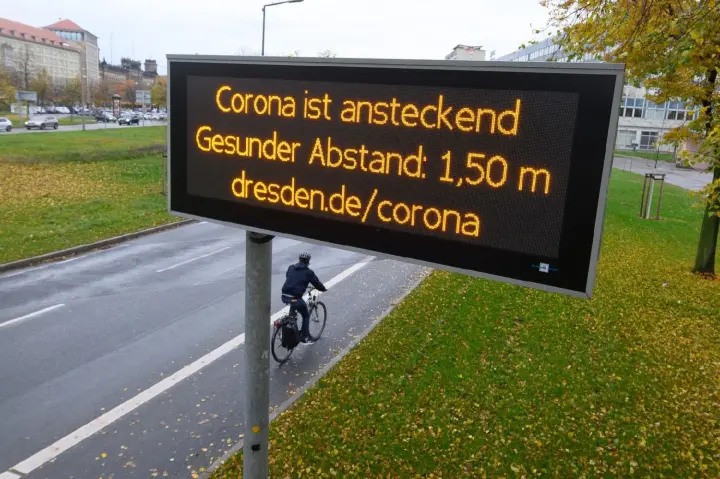 Corona ist ansteckend
Gesunder Abstand: 1,50 m
dresden.de/corona